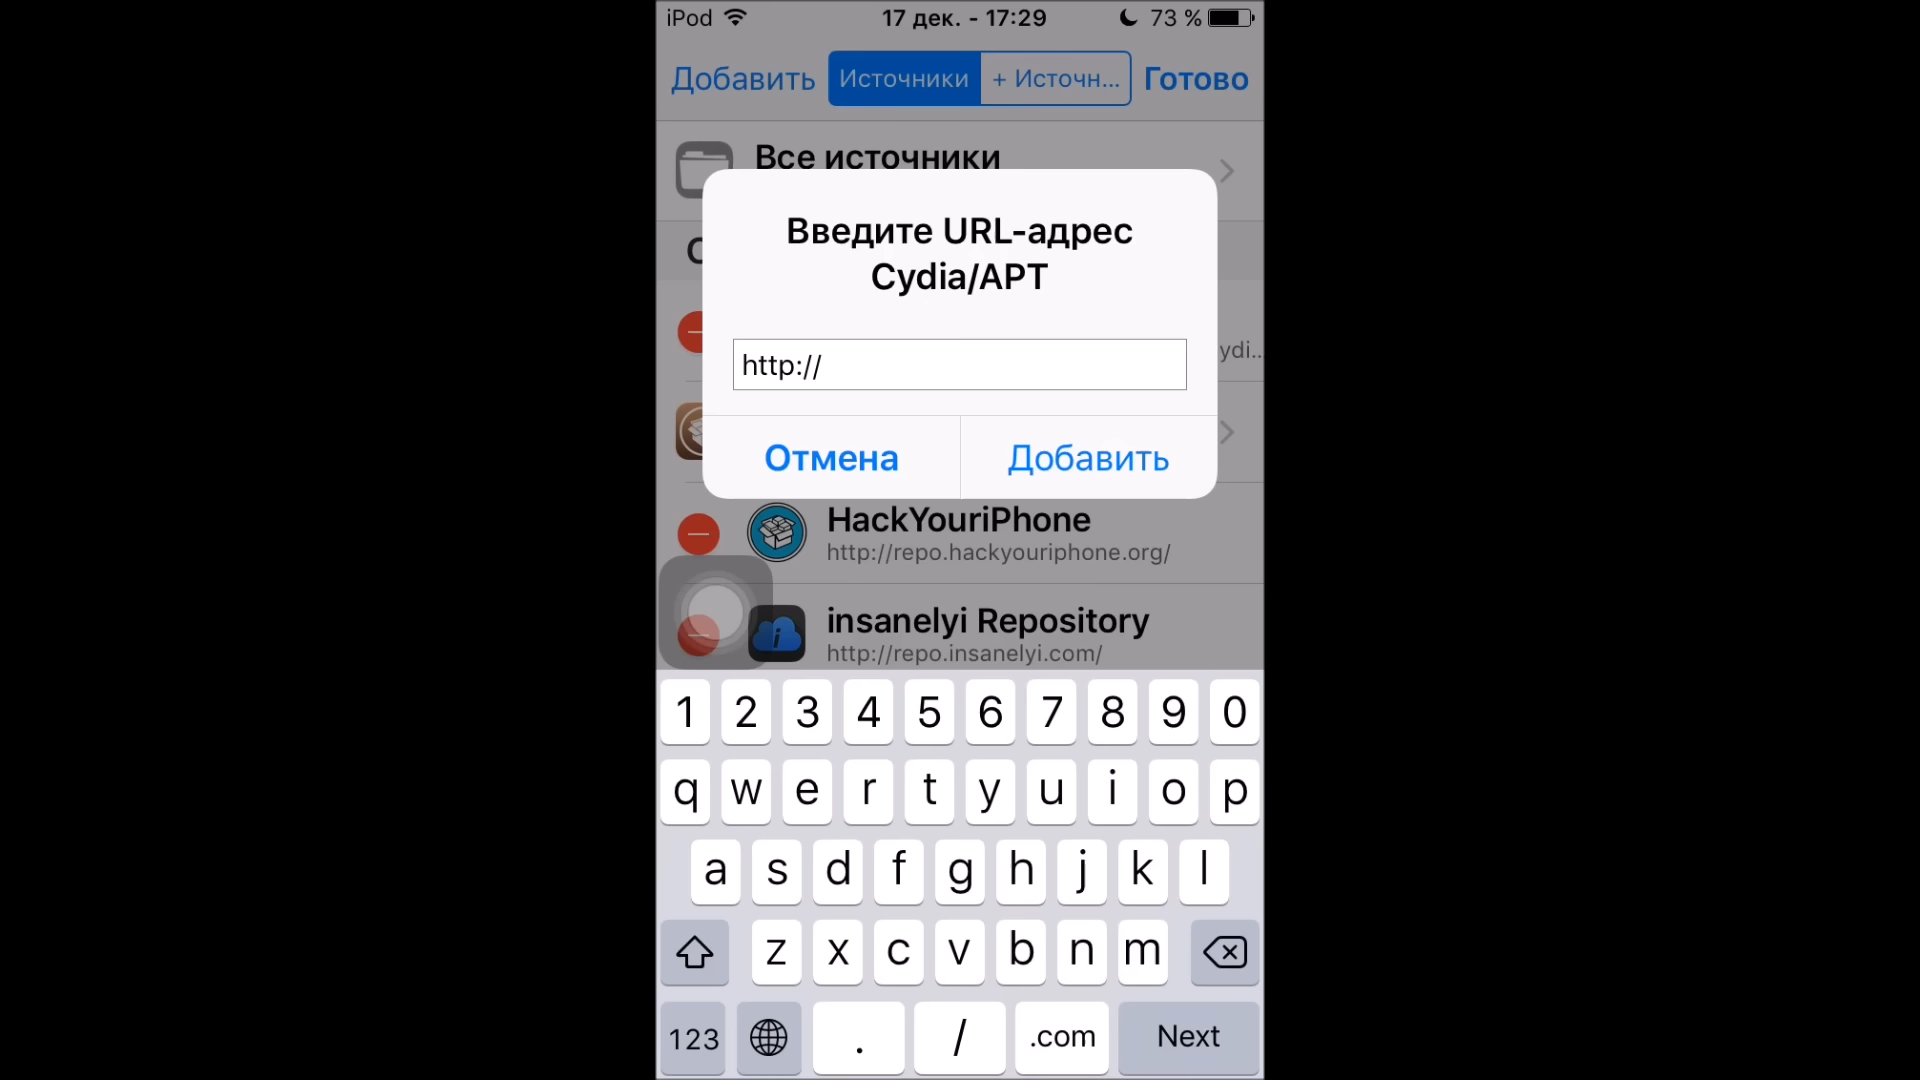 iPod 17 дек. - 17:29 73 %
Добавить Источники + Источн... Готово
Все источники
Введите URL-адрес
Cydia/APT
http://
Отмена Добавить
HackYouriPhone
http://repo.hackyouriphone.org/
insanelyi Repository
http://repo.insanelyi.com/
1 2 3 4 5 6 7 8 9 0
q w e r t y u i o p
a s d f g h j k l
z x c v b n m
123 . / .com Next